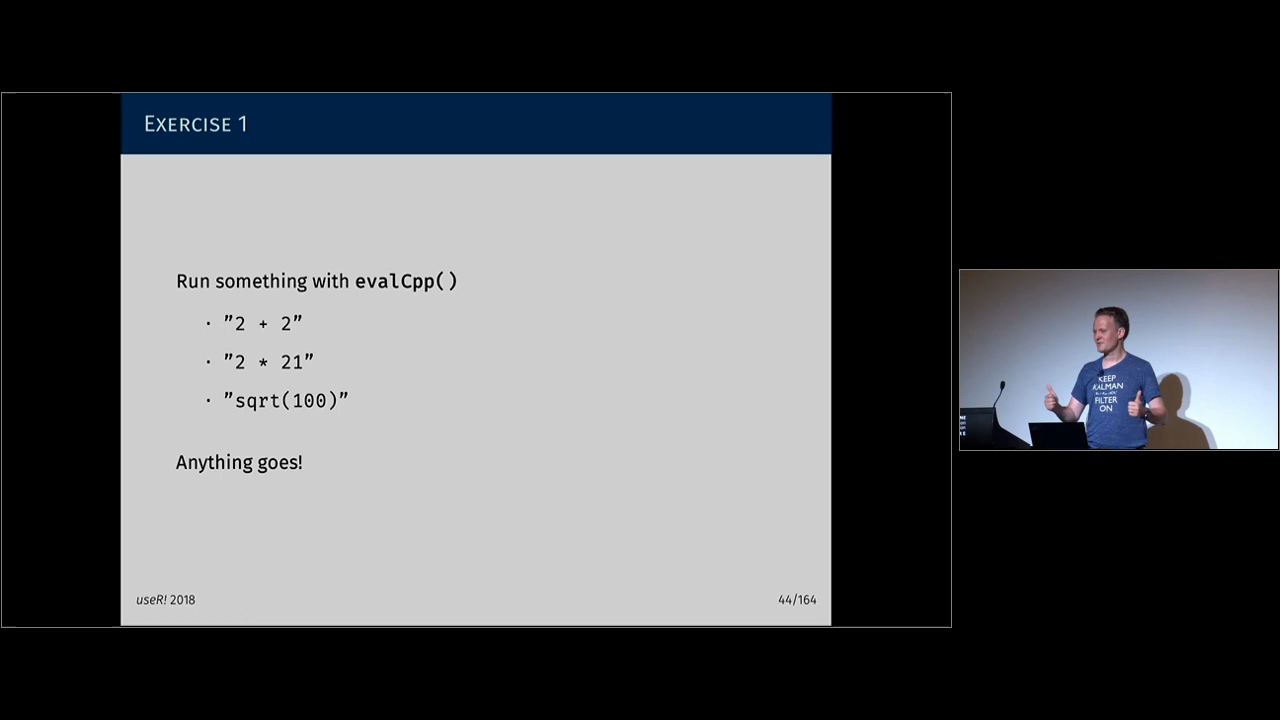 EXERCISE 1
Run something with evalCpp()
· ”2 + 2”
· ”2 * 21”
· ”sqrt(100)”
Anything goes!
useR! 2018
44/164
KEEP
KALMAN
FILTER
ON